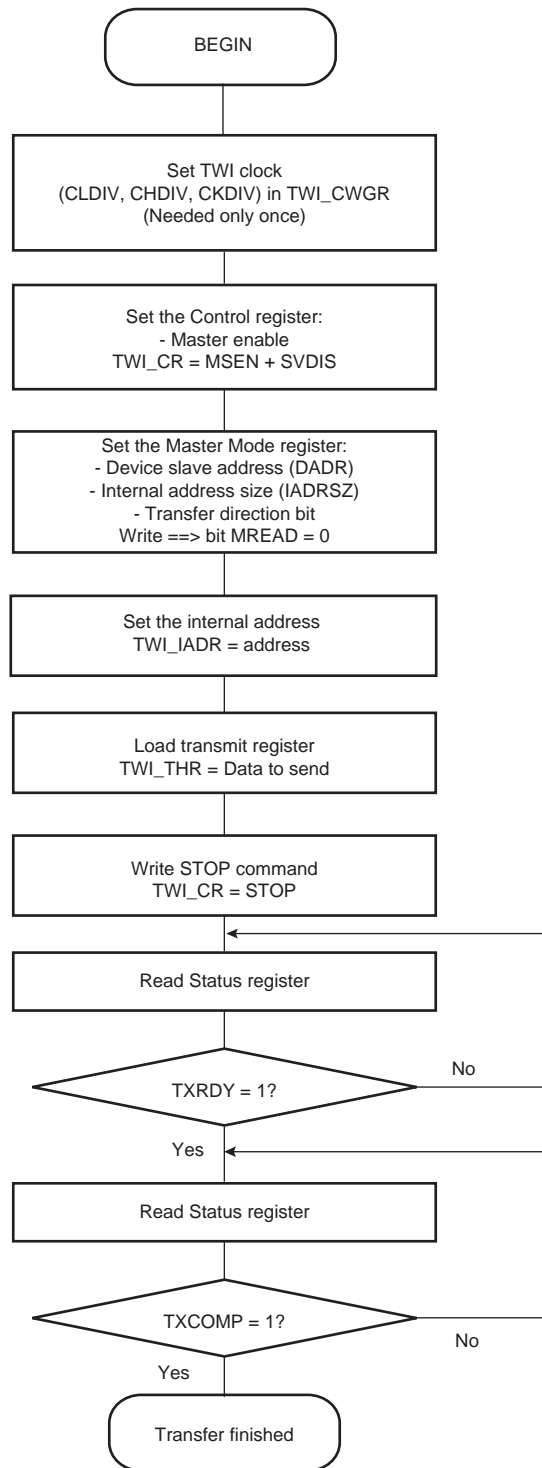 BEGIN
Set TWI clock
(CLDIV, CHDIV, CKDIV) in TWI_CWGR
(Needed only once)
Set the Control register:
- Master enable
TWI_CR = MSEN + SVDIS
Set the Master Mode register:
- Device slave address (DADR)
- Internal address size (IADRSZ)
- Transfer direction bit
Write ==> bit MREAD = 0
Set the internal address
TWI_IADR = address
Load transmit register
TWI_THR = Data to send
Write STOP command
TWI_CR = STOP
Read Status register
No
TXRDY = 1?
Yes
Read Status register
TXCOMP = 1?
No
Yes
Transfer finished